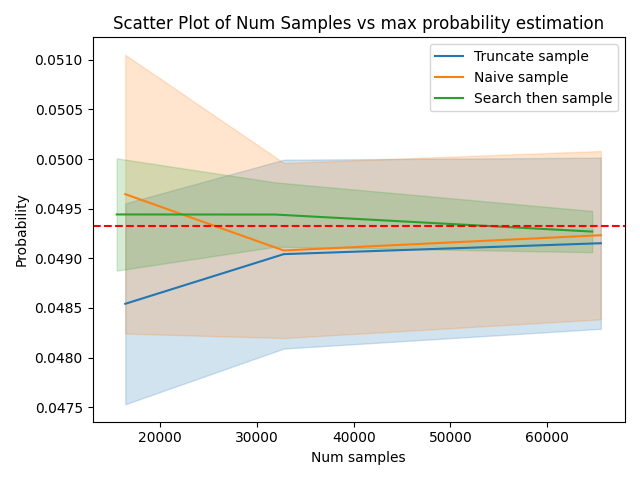 Scatter Plot of Num Samples vs max probability estimation
Truncate sample
Naive sample
Search then sample
0.0510
0.0505
0.0500
0.0495
0.0490
0.0485
0.0480
0.0475
Probability
20000 30000 40000 50000 60000
Num samples